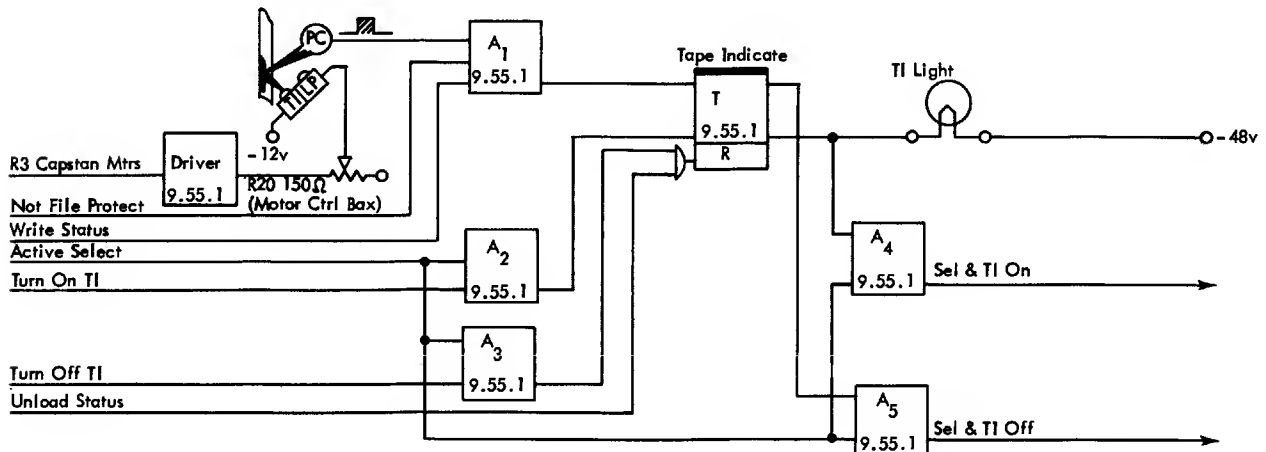 PC
A1
9.55.1
Tape Indicate
TI Light
TI LP
T
9.55.1
- 12v
- 48v
R3 Capstan Mtrs
Driver
9.55.1
R
R20 150Ω
(Motor Ctrl Bax)
Not File Protect
Write Status
Active Select
A2
9.55.1
A4
9.55.1
Sel & TI On
Turn On TI
A3
9.55.1
Turn Off TI
Unload Status
A5
9.55.1
Sel & TI Off